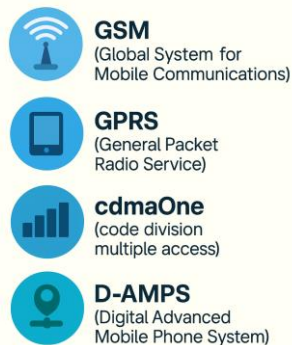 GSM
(Global System for
Mobile Communications)
GPRS
(General Packet
Radio Service)
cdmaOne
(code division
multiple access)
D-AMPS
(Digital Advanced
Mobile Phone System)